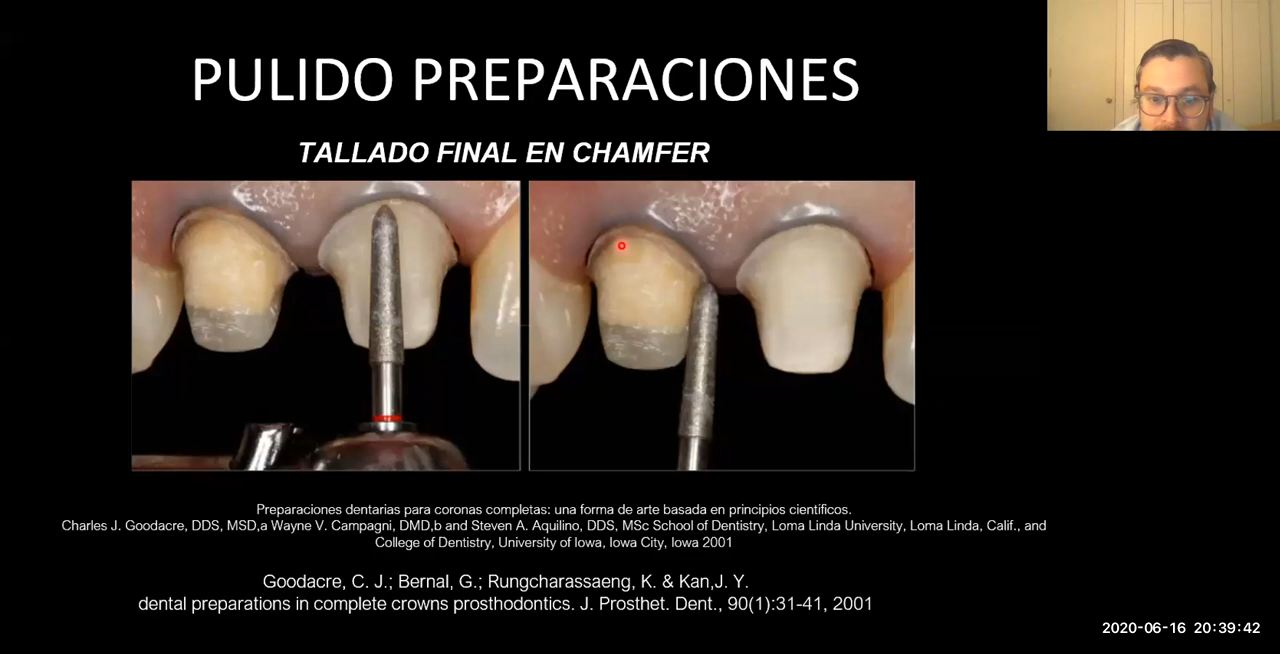 PULIDO PREPARACIONES
TALLADO FINAL EN CHAMFER
Preparaciones dentarias para coronas completas: una forma de arte basada en principios científicos.
Charles J. Goodacre, DDS, MSD,a Wayne V. Campagni, DMD,b and Steven A. Aquilino, DDS, MSc School of Dentistry, Loma Linda University, Loma Linda, Calif., and
College of Dentistry, University of Iowa, Iowa City, Iowa 2001
Goodacre, C. J.; Bernal, G.; Rungcharassaeng, K. & Kan,J. Y.
dental preparations in complete crowns prosthodontics. J. Prosthet. Dent., 90(1):31-41, 2001
2020-06-16 20:39:42